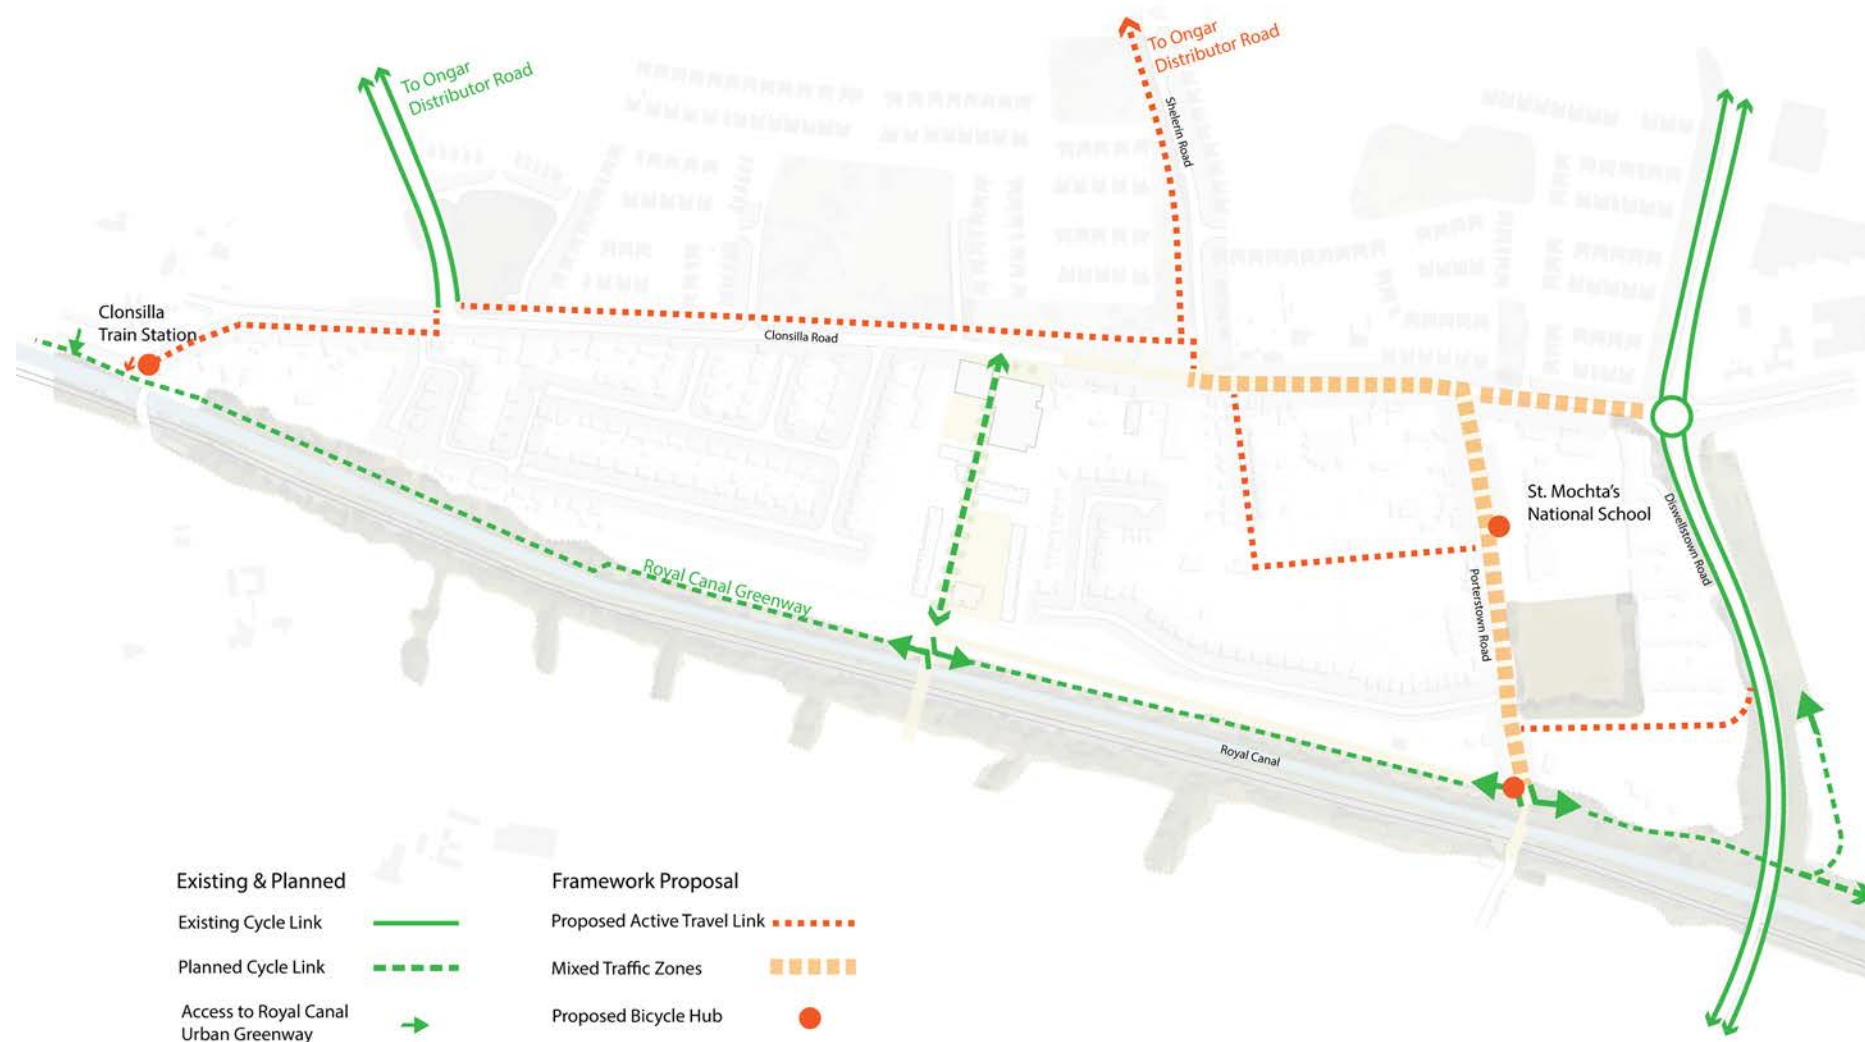 To Ongar
Distributor Road
To Ongar
Distributor Road
Shelerin Road
Clonsilla
Train Station
Clonsilla Road
St. Mochta's
National School
Diswellstown Road
Royal Canal Greenway
Porterstown Road
Royal Canal
Existing & Planned
Existing Cycle Link
Planned Cycle Link
Access to Royal Canal
Urban Greenway
Framework Proposal
Proposed Active Travel Link
Mixed Traffic Zones
Proposed Bicycle Hub